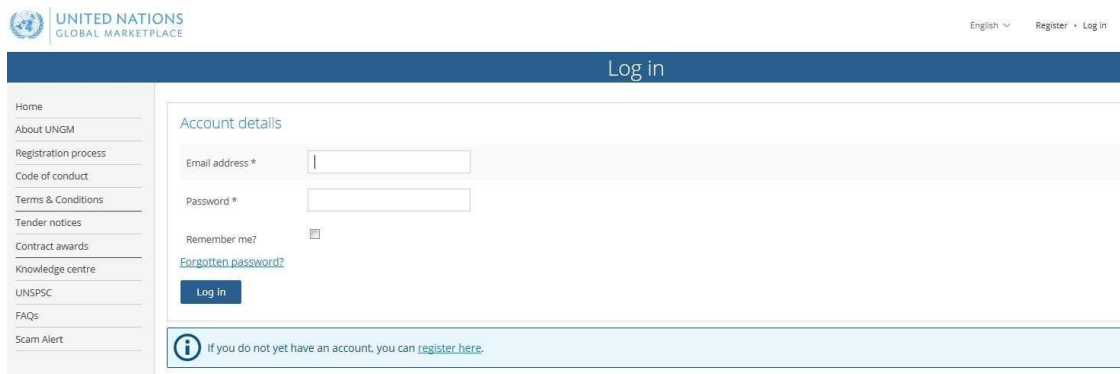 UNITED NATIONS
GLOBAL MARKETPLACE
English
Register • Log in
Log in
Home
About UNGM
Registration process
Code of conduct
Terms & Conditions
Tender notices
Contract awards
Knowledge centre
UNSPSC
FAQs
Scam Alert
Account details
Email address *
Password *
Remember me?
Forgotten password?
Log in
If you do not yet have an account, you can register here.